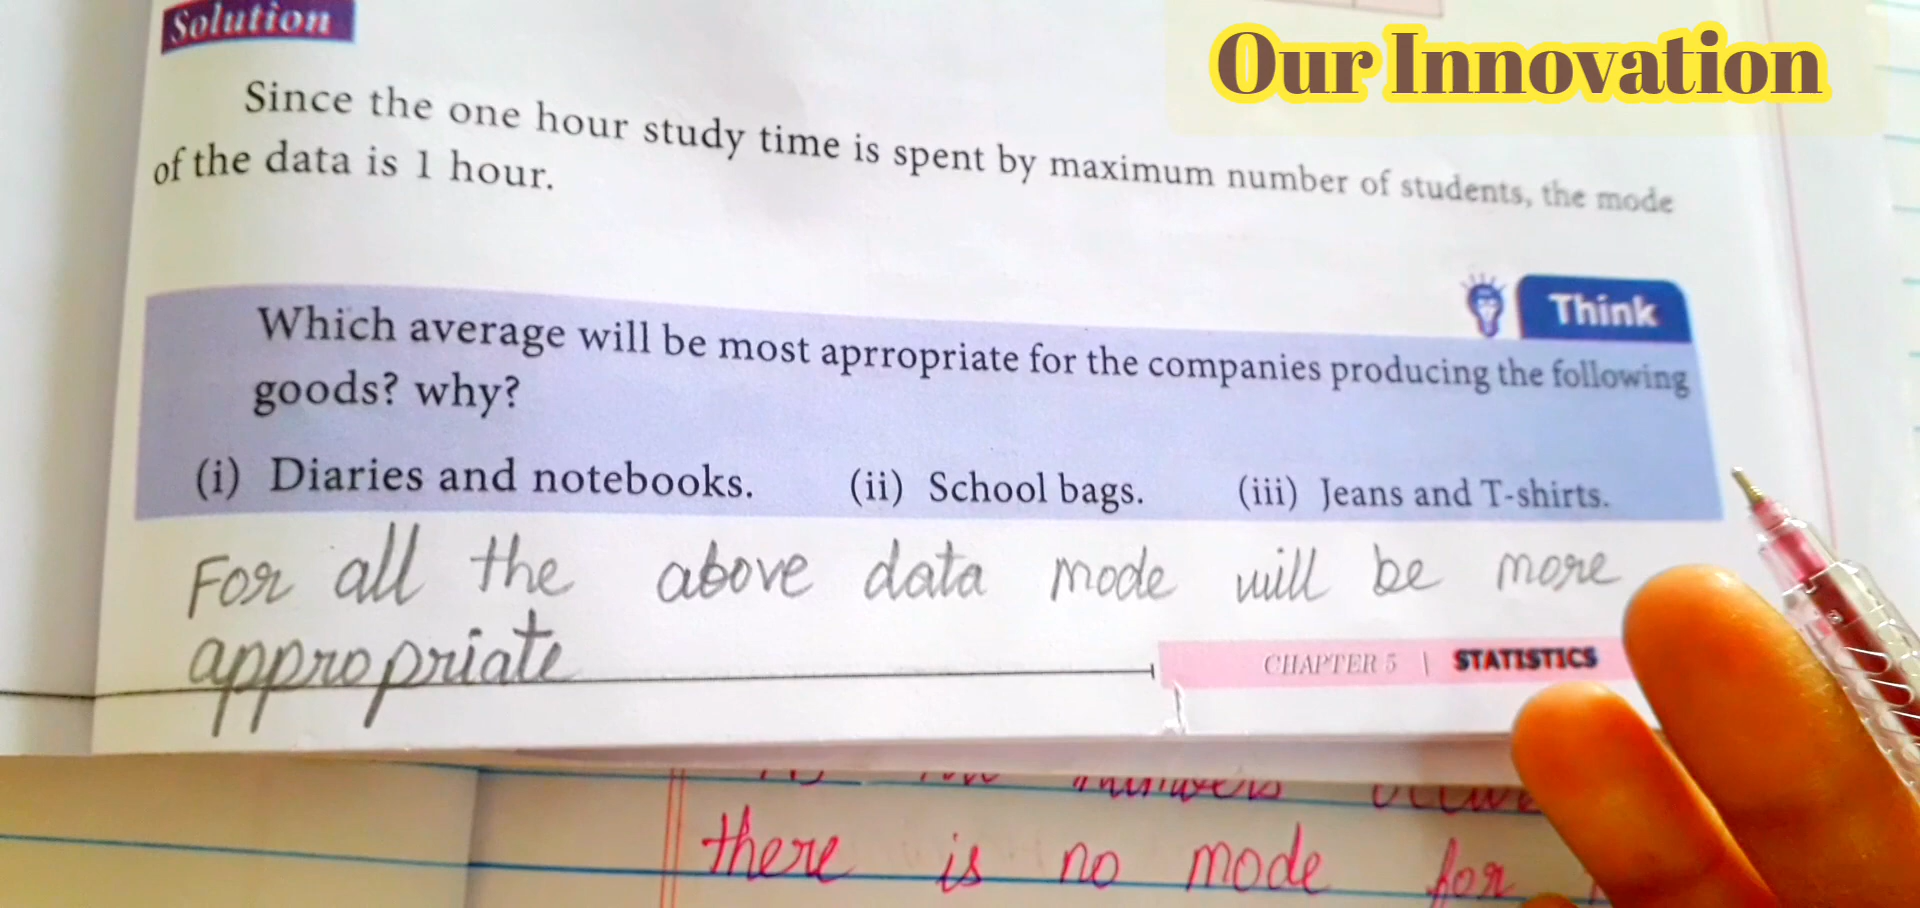 Solution
Our Innovation
Since the one hour study time is spent by maximum number of students, the mode
of the data is 1 hour.
Think
Which average will be most aprropriate for the companies producing the following
goods? why?
(i) Diaries and notebooks. (ii) School bags. (iii) Jeans and T-shirts.
For all the above data mode will be more
appropriate
CHAPTER 5 | STATISTICS
there is no mode for